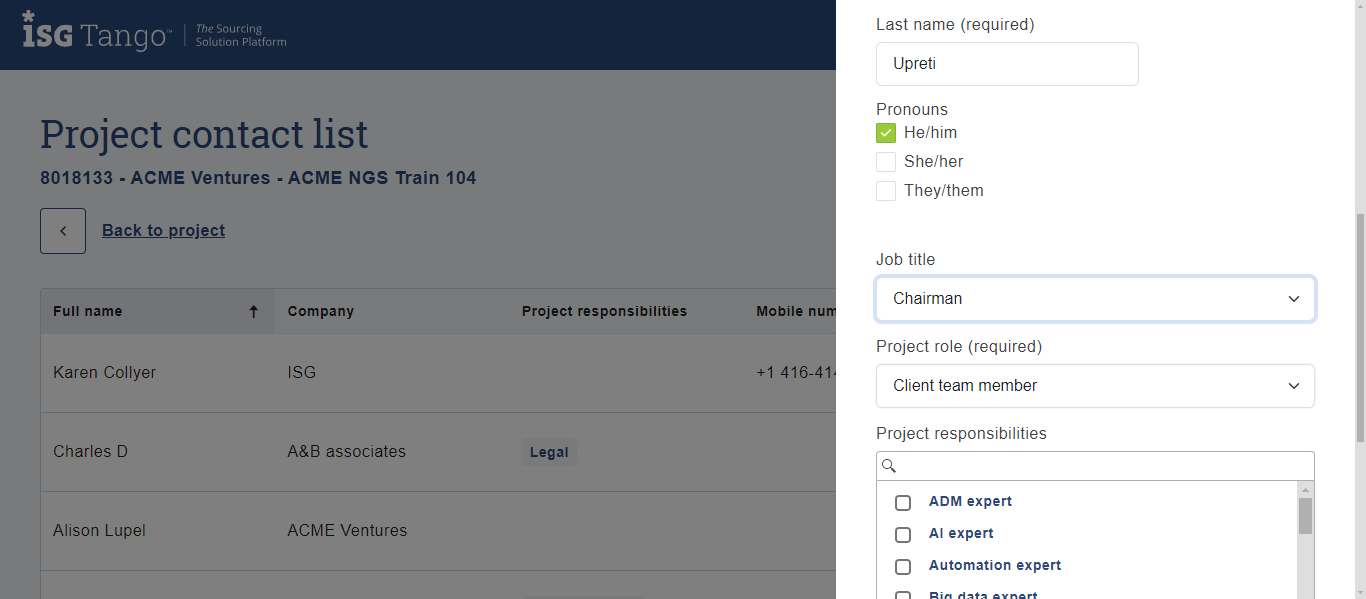 iSG Tango™ The Sourcing
Solution Platform
Project contact list
8018133 - ACME Ventures - ACME NGS Train 104
Back to project
Full name Company Project responsibilities Mobile num
Karen Collyer ISG +1 416-414
Charles D A&B associates Legal
Alison Lupel ACME Ventures
Last name (required)
Upreti
Pronouns
He/him
She/her
They/them
Job title
Chairman
Project role (required)
Client team member
Project responsibilities
ADM expert
AI expert
Automation expert
Big data expert